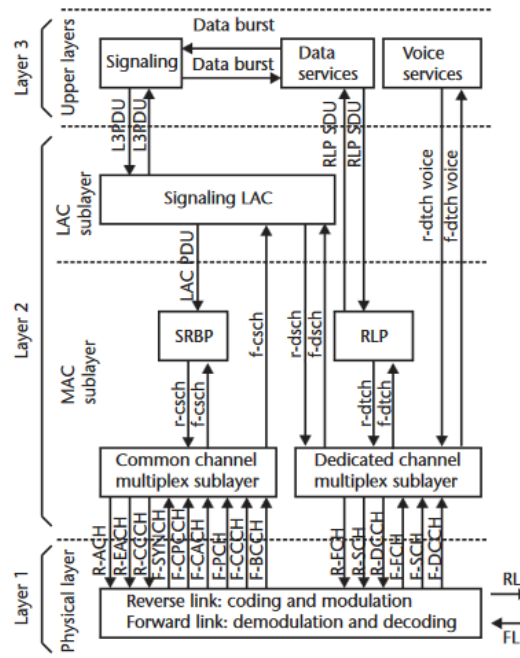 Layer 3
Upper layers
Signaling
Data burst
Data burst
Data
services
Voice
services
L3PDU
L3PDU
RLP SDU
RLP SDU
r-dtch voice
f-dtch voice
Layer 2
LAC
sublayer
Signaling LAC
LAC PDU
f-csch
r-dsch
f-dsch
MAC
sublayer
SRBP
RLP
r-csch
f-csch
r-dtch
f-dtch
Common channel
multiplex sublayer
Dedicated channel
multiplex sublayer
R-ACH
R-EACH
R-CCCH
F-SYNCH
F-CPCCH
F-CACH
F-PCH
F-CCCH
F-BCCH
R-FCH
R-SCH
R-DCCH
F-FCH
F-SCH
F-DCCH
Layer 1
Physical layer
Reverse link: coding and modulation
Forward link: demodulation and decoding
RL
FL